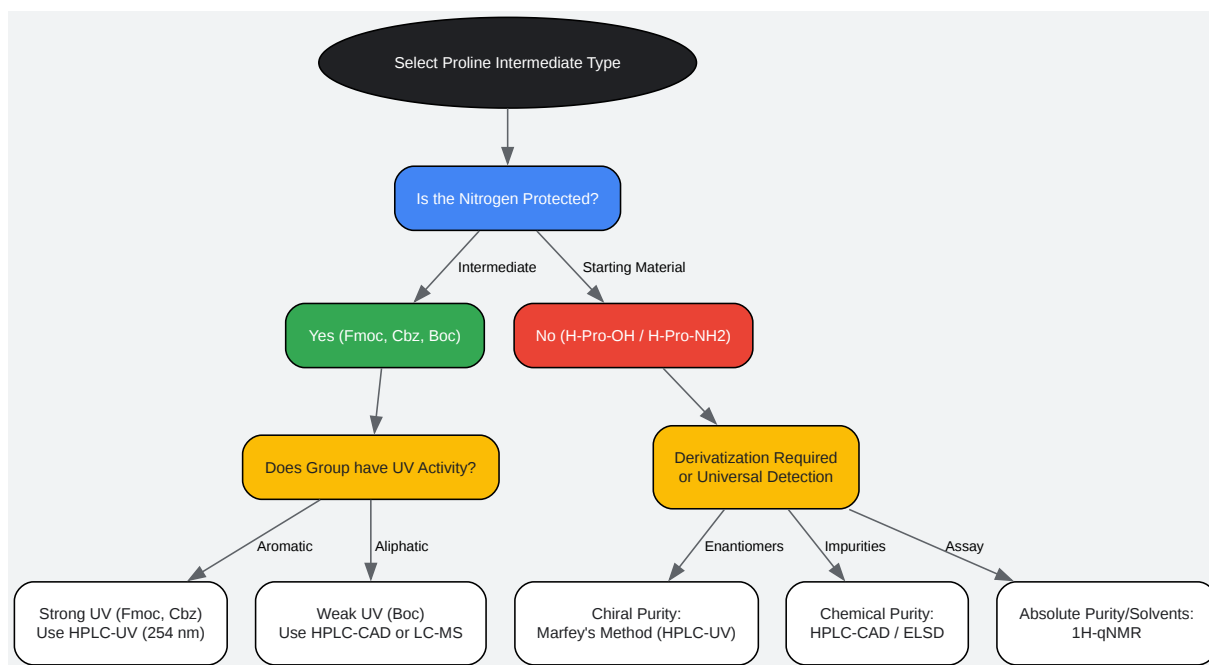 Select Proline Intermediate Type
Is the Nitrogen Protected?
Intermediate
Starting Material
Yes (Fmoc, Cbz, Boc)
No (H-Pro-OH / H-Pro-NH2)
Does Group have UV Activity?
Derivatization Required
or Universal Detection
Aromatic
Aliphatic
Enantiomers
Impurities
Assay
Strong UV (Fmoc, Cbz)
Use HPLC-UV (254 nm)
Weak UV (Boc)
Use HPLC-CAD or LC-MS
Chiral Purity:
Marfey's Method (HPLC-UV)
Chemical Purity:
HPLC-CAD / ELSD
Absolute Purity/Solvents:
1H-qNMR